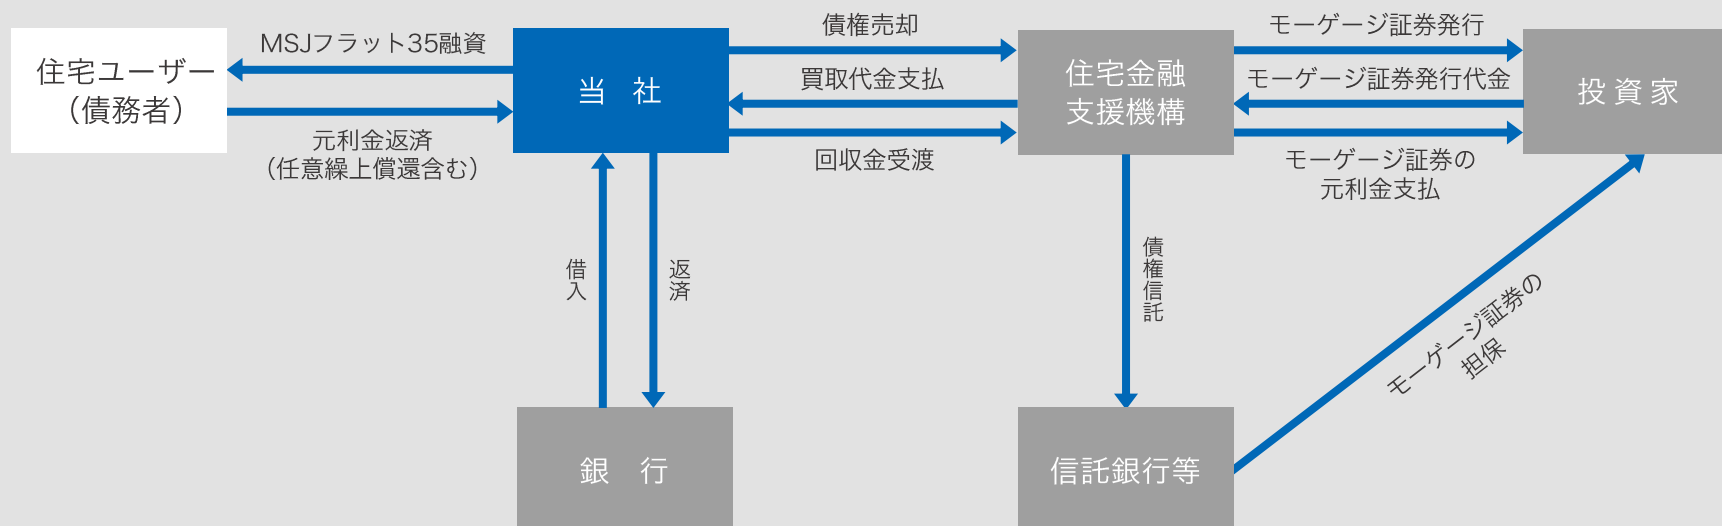 住宅ユーザー
（債務者）
MSJフラット35融資
元利金返済
（任意繰上償還含む）
当 社
債権売却
買取代金支払
回収金受渡
住宅金融
支援機構
モーゲージ証券発行
モーゲージ証券発行代金
モーゲージ証券の
元利金支払
投資家
借入
返済
債権信託
モーゲージ証券の
担保
銀 行
信託銀行等